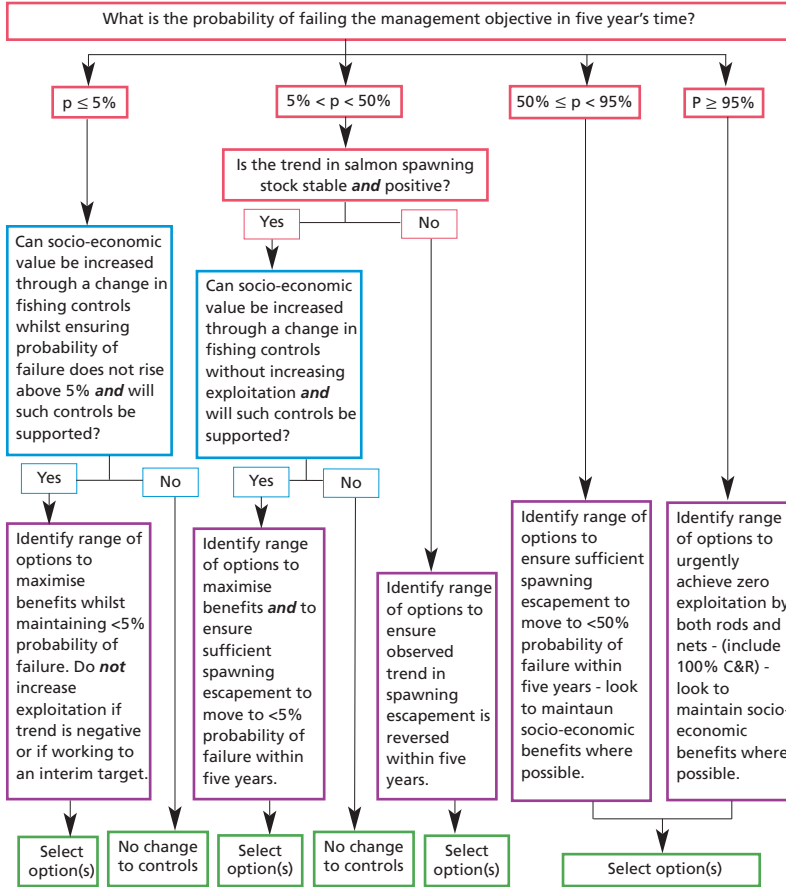 What is the probability of failing the management objective in five year's time?
p ≤ 5%
5% < p < 50%
50% ≤ p < 95%
P ≥ 95%
Is the trend in salmon spawning
stock stable and positive?
Yes
No
Can socio-economic
value be increased
through a change in
fishing controls
whilst ensuring
probability of
failure does not rise
above 5% and will
such controls be
supported?
Can socio-economic
value be increased
through a change in
fishing controls
without increasing
exploitation and
will such controls be
supported?
Yes
No
Yes
No
Identify range of
options to
maximise
benefits whilst
maintaining <5%
probability of
failure. Do not
increase
exploitation if
trend is negative
or if working to
an interim target.
Identify range of
options to
maximise
benefits and to
ensure
sufficient
spawning
escapement to
move to <5%
probability of
failure within
five years.
Identify range
of options to
ensure
observed
trend in
spawning
escapement is
reversed
within five
years.
Identify range of
options to
ensure sufficient
spawning
escapement to
move to <50%
probability of
failure within
five years - look
to maintaun
socio-economic
benefits where
possible.
Identify range
of options to
urgently
achieve zero
exploitation by
both rods and
nets - (include
100% C&R) -
look to
maintain socio-
economic
benefits where
possible.
Select
option(s)
No change
to controls
Select
option(s)
No change
to controls
Select
option(s)
Select option(s)